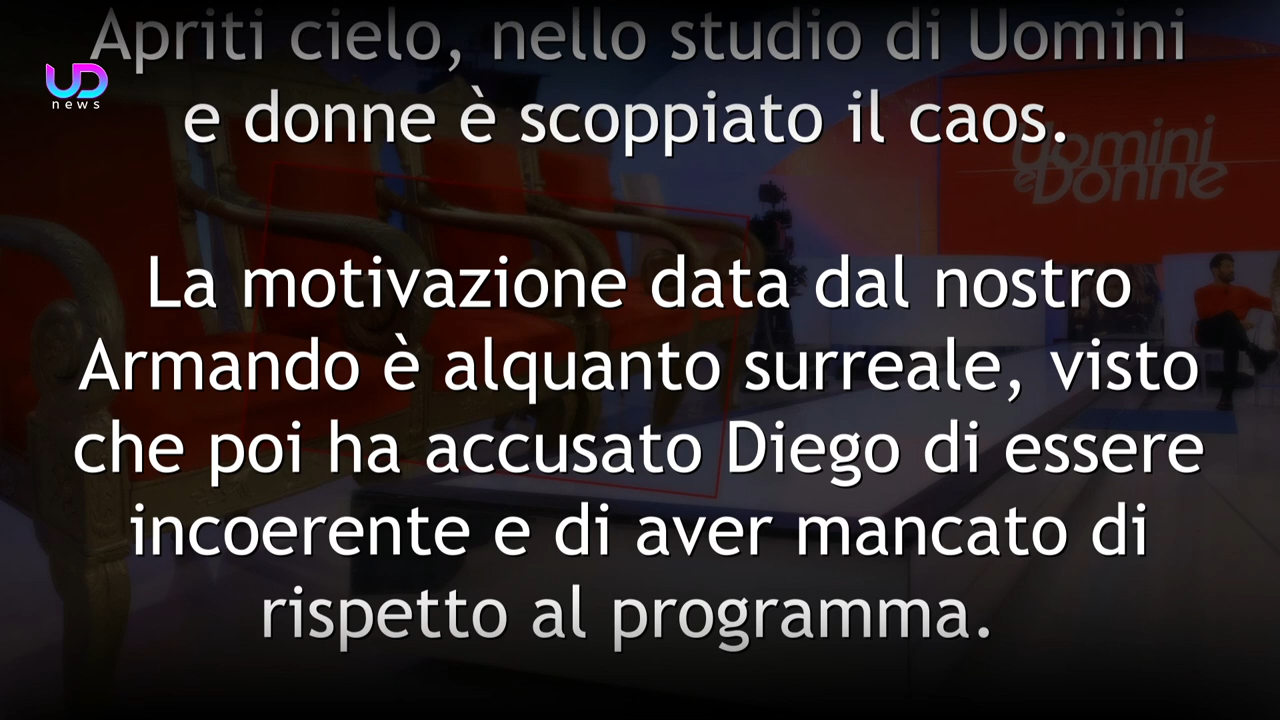 Apriti cielo, nello studio di Uomini
UD
news
e donne è scoppiato il caos.
Uomini
e Donne
La motivazione data dal nostro
Armando è alquanto surreale, visto
che poi ha accusato Diego di essere
incoerente e di aver mancato di
rispetto al programma.